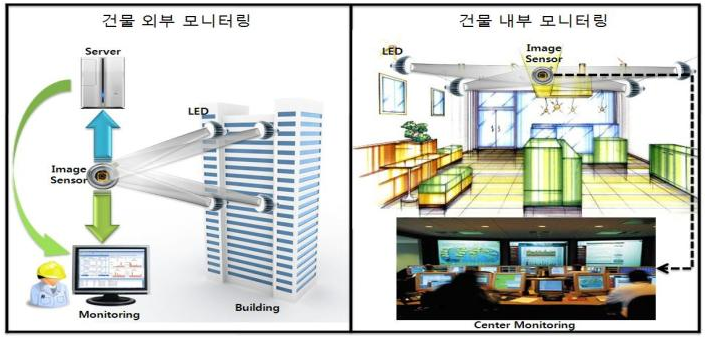 건물 외부 모니터링
Server
LED
Image
Sensor
Monitoring
Building
건물 내부 모니터링
LED
Image
Sensor
Center Monitoring